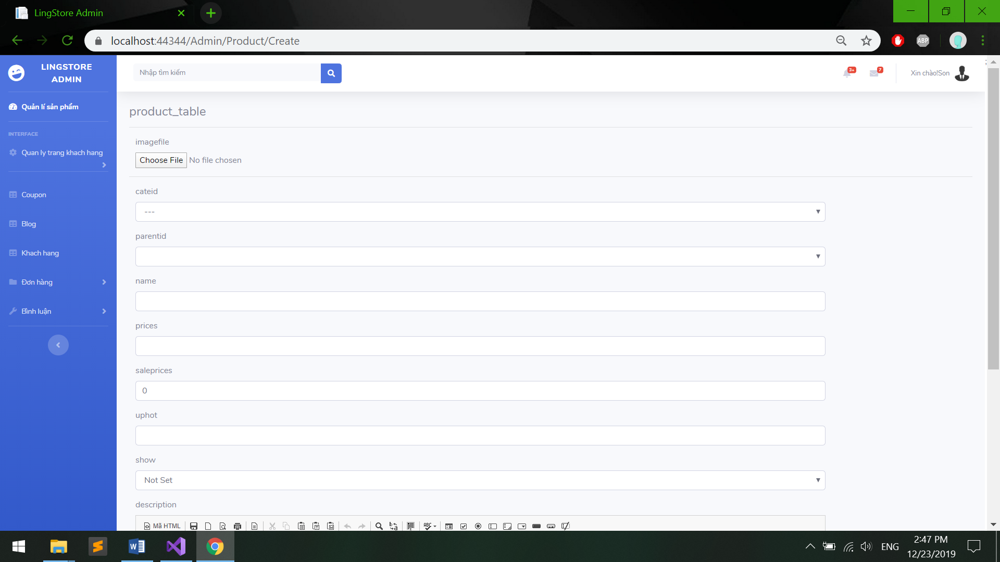 LingStore Admin
localhost:44344/Admin/Product/Create
ABP
LINGSTORE
ADMIN
Nhập tìm kiếm
3+
7
Xin chào!Son
;
Quản lí sản phẩm
INTERFACE
Quan ly trang khach hang
Coupon
Blog
Khach hang
Đơn hàng
Bình luận
product_table
imagefile
Choose File No file chosen
cateid
---
parentid
name
prices
saleprices
0
uphot
show
Not Set
description
Mã HTML
ENG
2:47 PM
12/23/2019